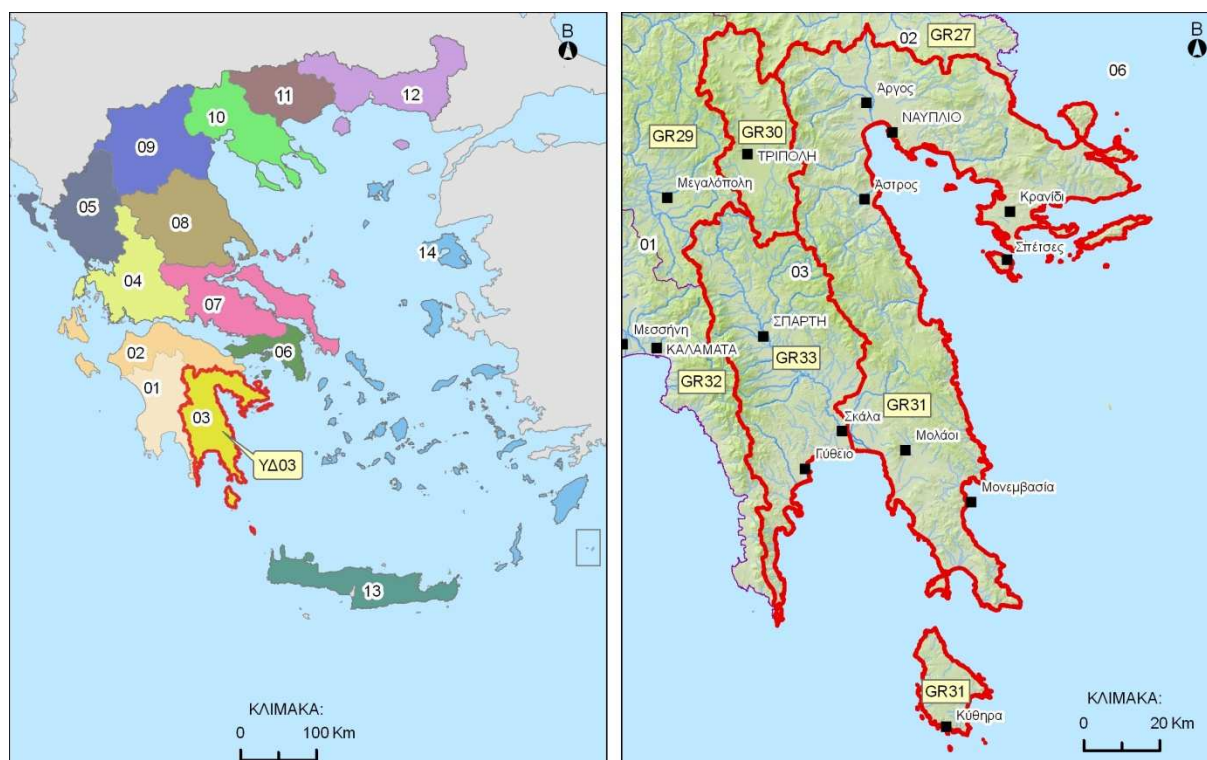 B
12
11
10
09
05
08
14
04
07
06
02
01
03
ΥΔ03
13
ΚΛΙΜΑΚΑ:
0 100 Km
B
02 GR27
06
Άργος
ΝΑΥΠΛΙΟ
GR29
GR30
ΤΡΙΠΟΛΗ
Μεγαλόπολη
Άστρος
Κρανίδι
Σπέτσες
01
03
Μεσσήνη
ΚΑΛΑΜΑΤΑ
ΣΠΑΡΤΗ
GR33
GR32
GR31
Σκάλα
Μολάοι
Γύθειο
Μονεμβασία
GR31
Κύθηρα
ΚΛΙΜΑΚΑ:
0 20 Km